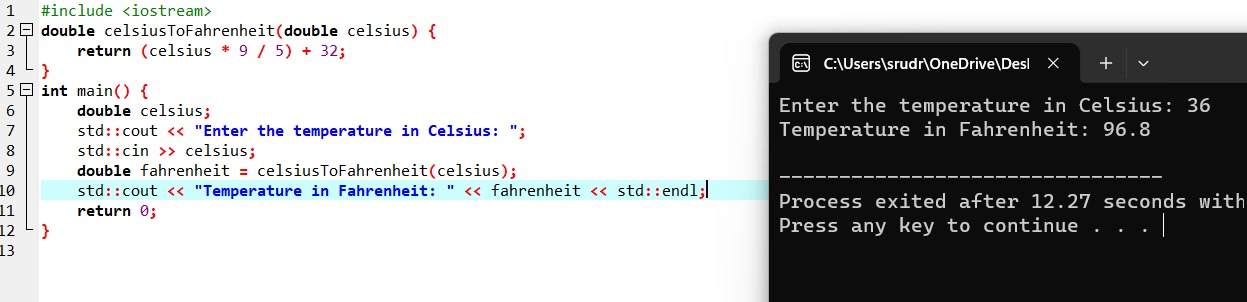 1 #include <iostream>
2 double celsiusToFahrenheit(double celsius) {
3     return (celsius * 9 / 5) + 32;
4 }
5 int main() {
6     double celsius;
7     std::cout << "Enter the temperature in Celsius: ";
8     std::cin >> celsius;
9     double fahrenheit = celsiusToFahrenheit(celsius);
10     std::cout << "Temperature in Fahrenheit: " << fahrenheit << std::endl;
11     return 0;
12 }
13
C:\Users\srudr\OneDrive\Desl
Enter the temperature in Celsius: 36
Temperature in Fahrenheit: 96.8
--------------------------------
Process exited after 12.27 seconds with
Press any key to continue . . .